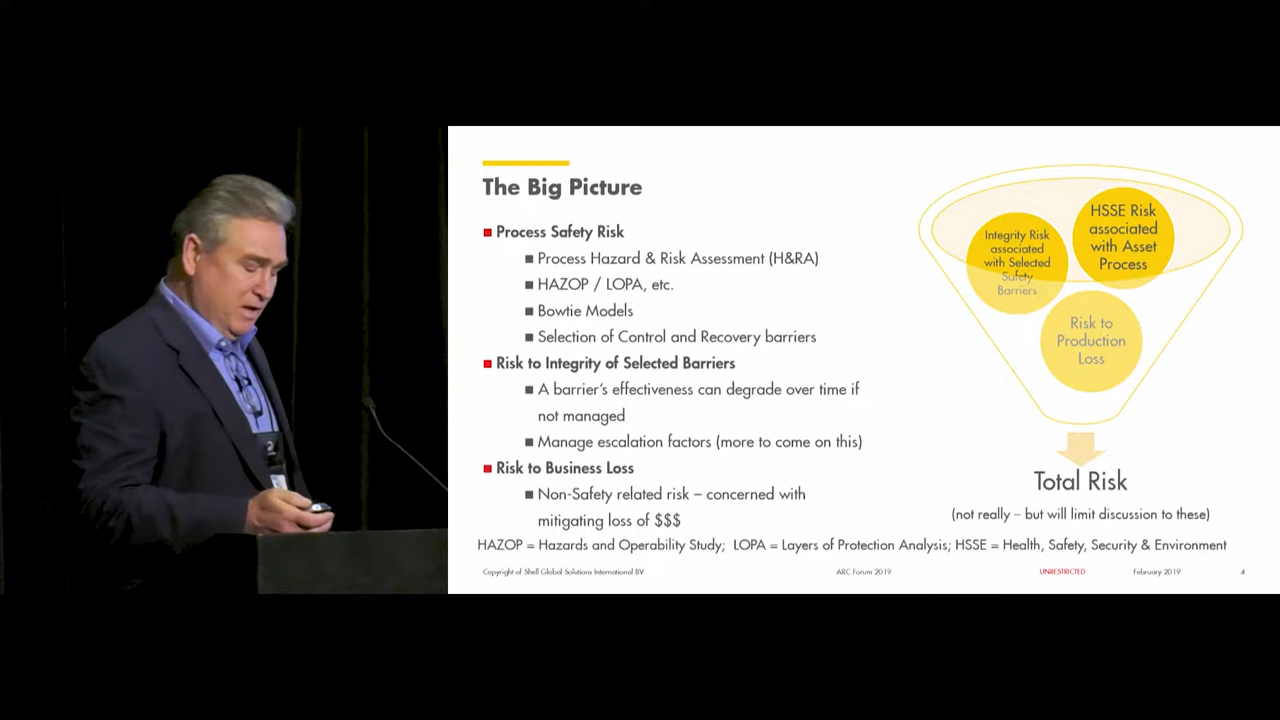 The Big Picture
Process Safety Risk
Process Hazard & Risk Assessment (H&RA)
HAZOP / LOPA, etc.
Bowtie Models
Selection of Control and Recovery barriers
Risk to Integrity of Selected Barriers
A barrier's effectiveness can degrade over time if
not managed
Manage escalation factors (more to come on this)
Risk to Business Loss
Non-Safety related risk – concerned with
mitigating loss of $$$
Integrity Risk
associated
with Selected
Safety
Barriers
HSSE Risk
associated
with Asset
Process
Risk to
Production
Loss
Total Risk
(not really – but will limit discussion to these)
HAZOP = Hazards and Operability Study; LOPA = Layers of Protection Analysis; HSSE = Health, Safety, Security & Environment
Copyright of Shell Global Solutions International BV
ARC Forum 2019
UNRESTRICTED
February 2019
4